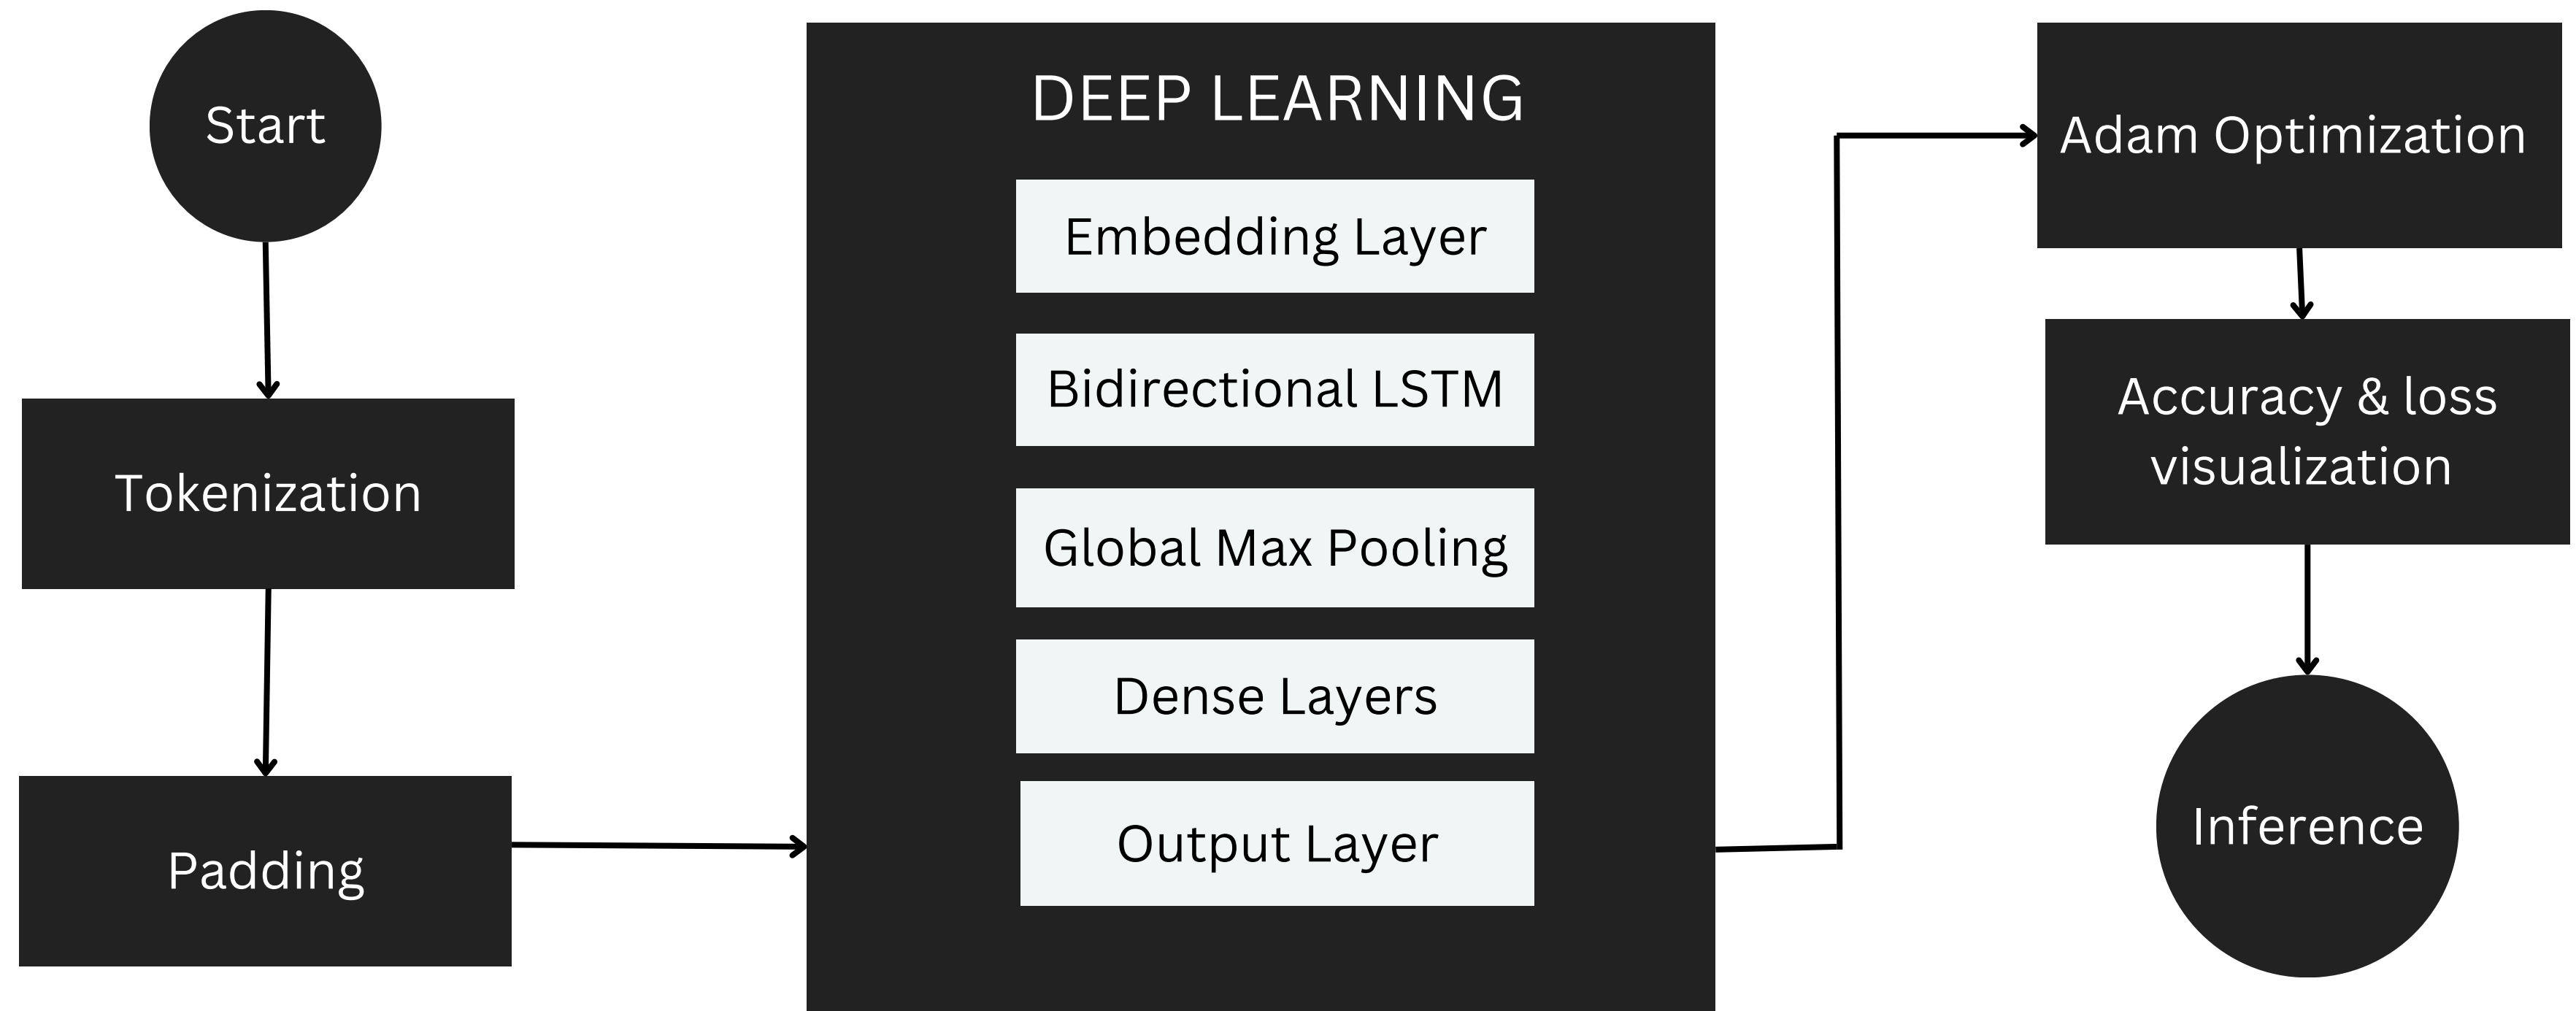 Start
Tokenization
Padding
DEEP LEARNING
Embedding Layer
Bidirectional LSTM
Global Max Pooling
Dense Layers
Output Layer
Adam Optimization
Accuracy & loss
visualization
Inference